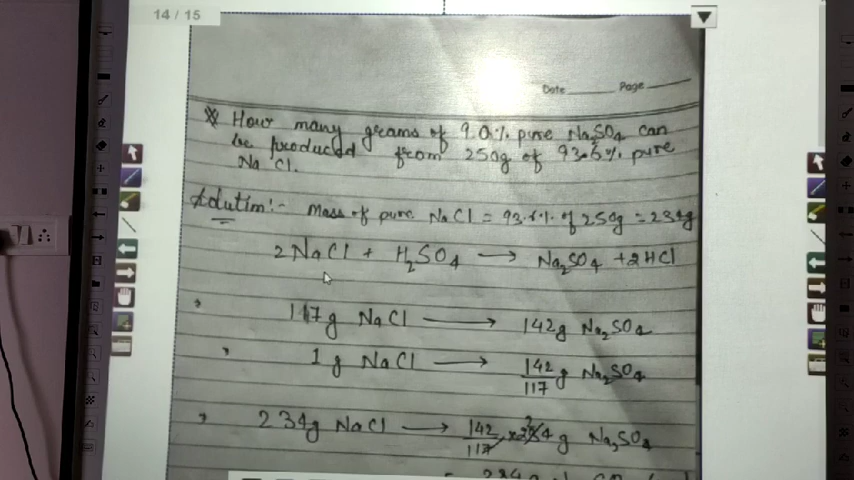 14 / 15
Date Page
How many grams of 90% pure Na₂SO₄ can
be produced from 250g of 93.6% pure
NaCl.
Solution:- Mass of pure NaCl = 93.6% of 250g = 234g
2NaCl + H₂SO₄ → Na₂SO₄ + 2HCl
117g NaCl → 142g Na₂SO₄
1g NaCl → 142/117 g Na₂SO₄
234g NaCl → 142/117 × 234 g Na₂SO₄